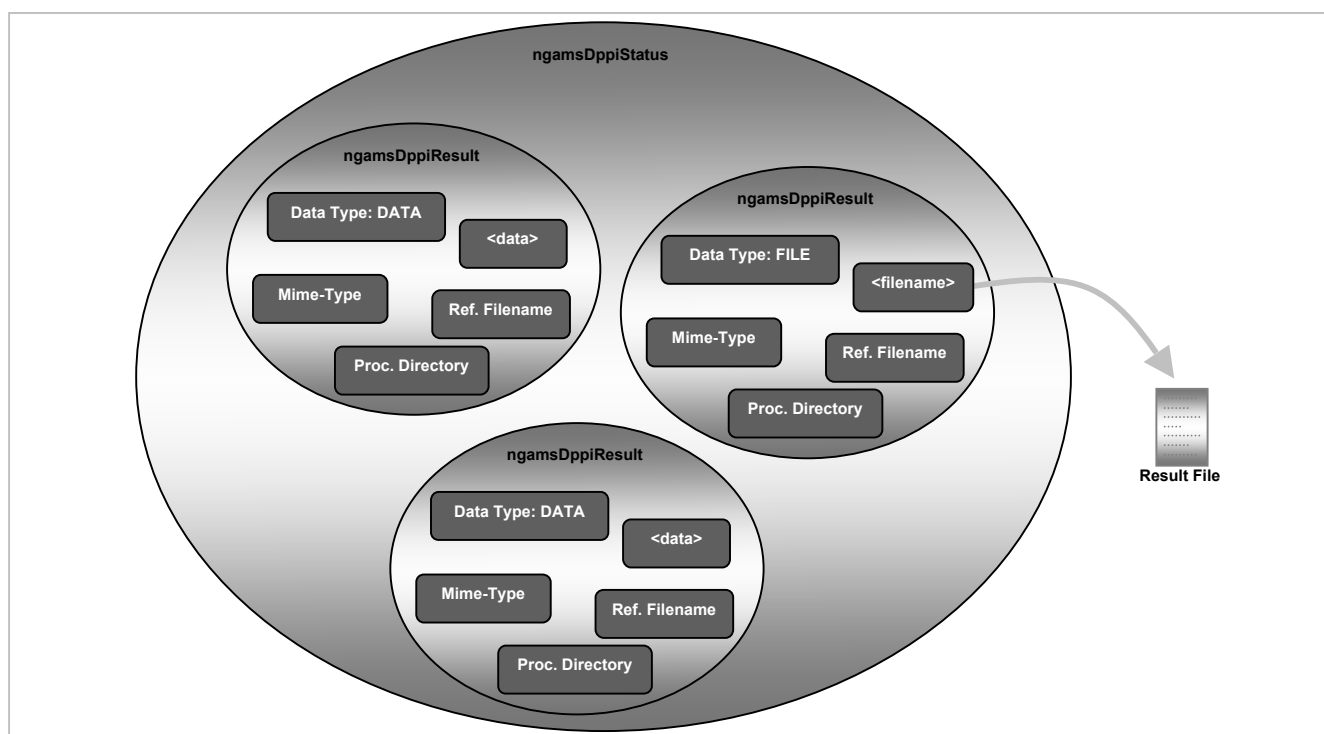 ngamsDppiStatus
ngamsDppiResult
Data Type: DATA
<data>
Mime-Type
Ref. Filename
Proc. Directory
ngamsDppiResult
Data Type: FILE
<filename>
Mime-Type
Ref. Filename
Proc. Directory
Result File
ngamsDppiResult
Data Type: DATA
<data>
Mime-Type
Ref. Filename
Proc. Directory